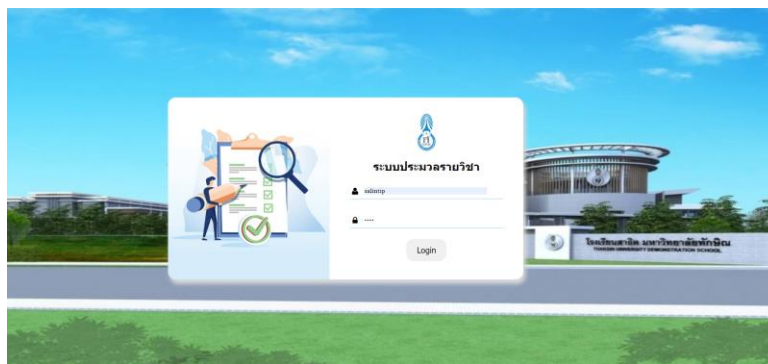 ระบบประมวลรายวิชา
salintip
....
Login
โรงเรียนสาธิต มหาวิทยาลัยทักษิณ
THAKSIN UNIVERSITY DEMONSTRATION SCHOOL